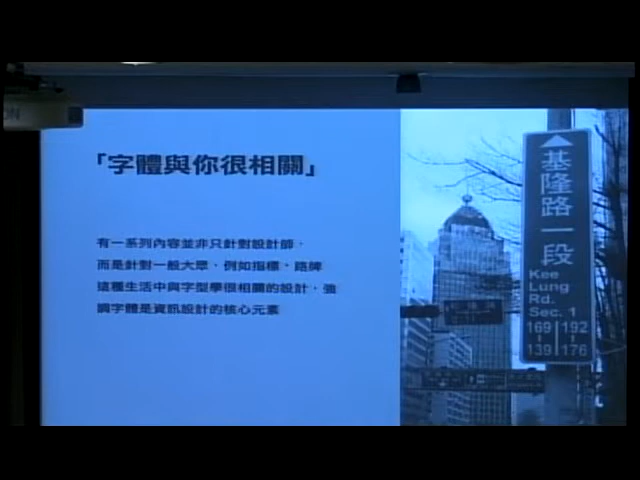 「字體與你很相關」
有一系列內容並非只針對設計師，
而是針對一般大眾，例如指標、路牌
這種生活中與字型學很相關的設計，強
調字體是資訊設計的核心元素
基隆路一段
Kee
Lung
Rd.
Sec. 1
169 192
139 176